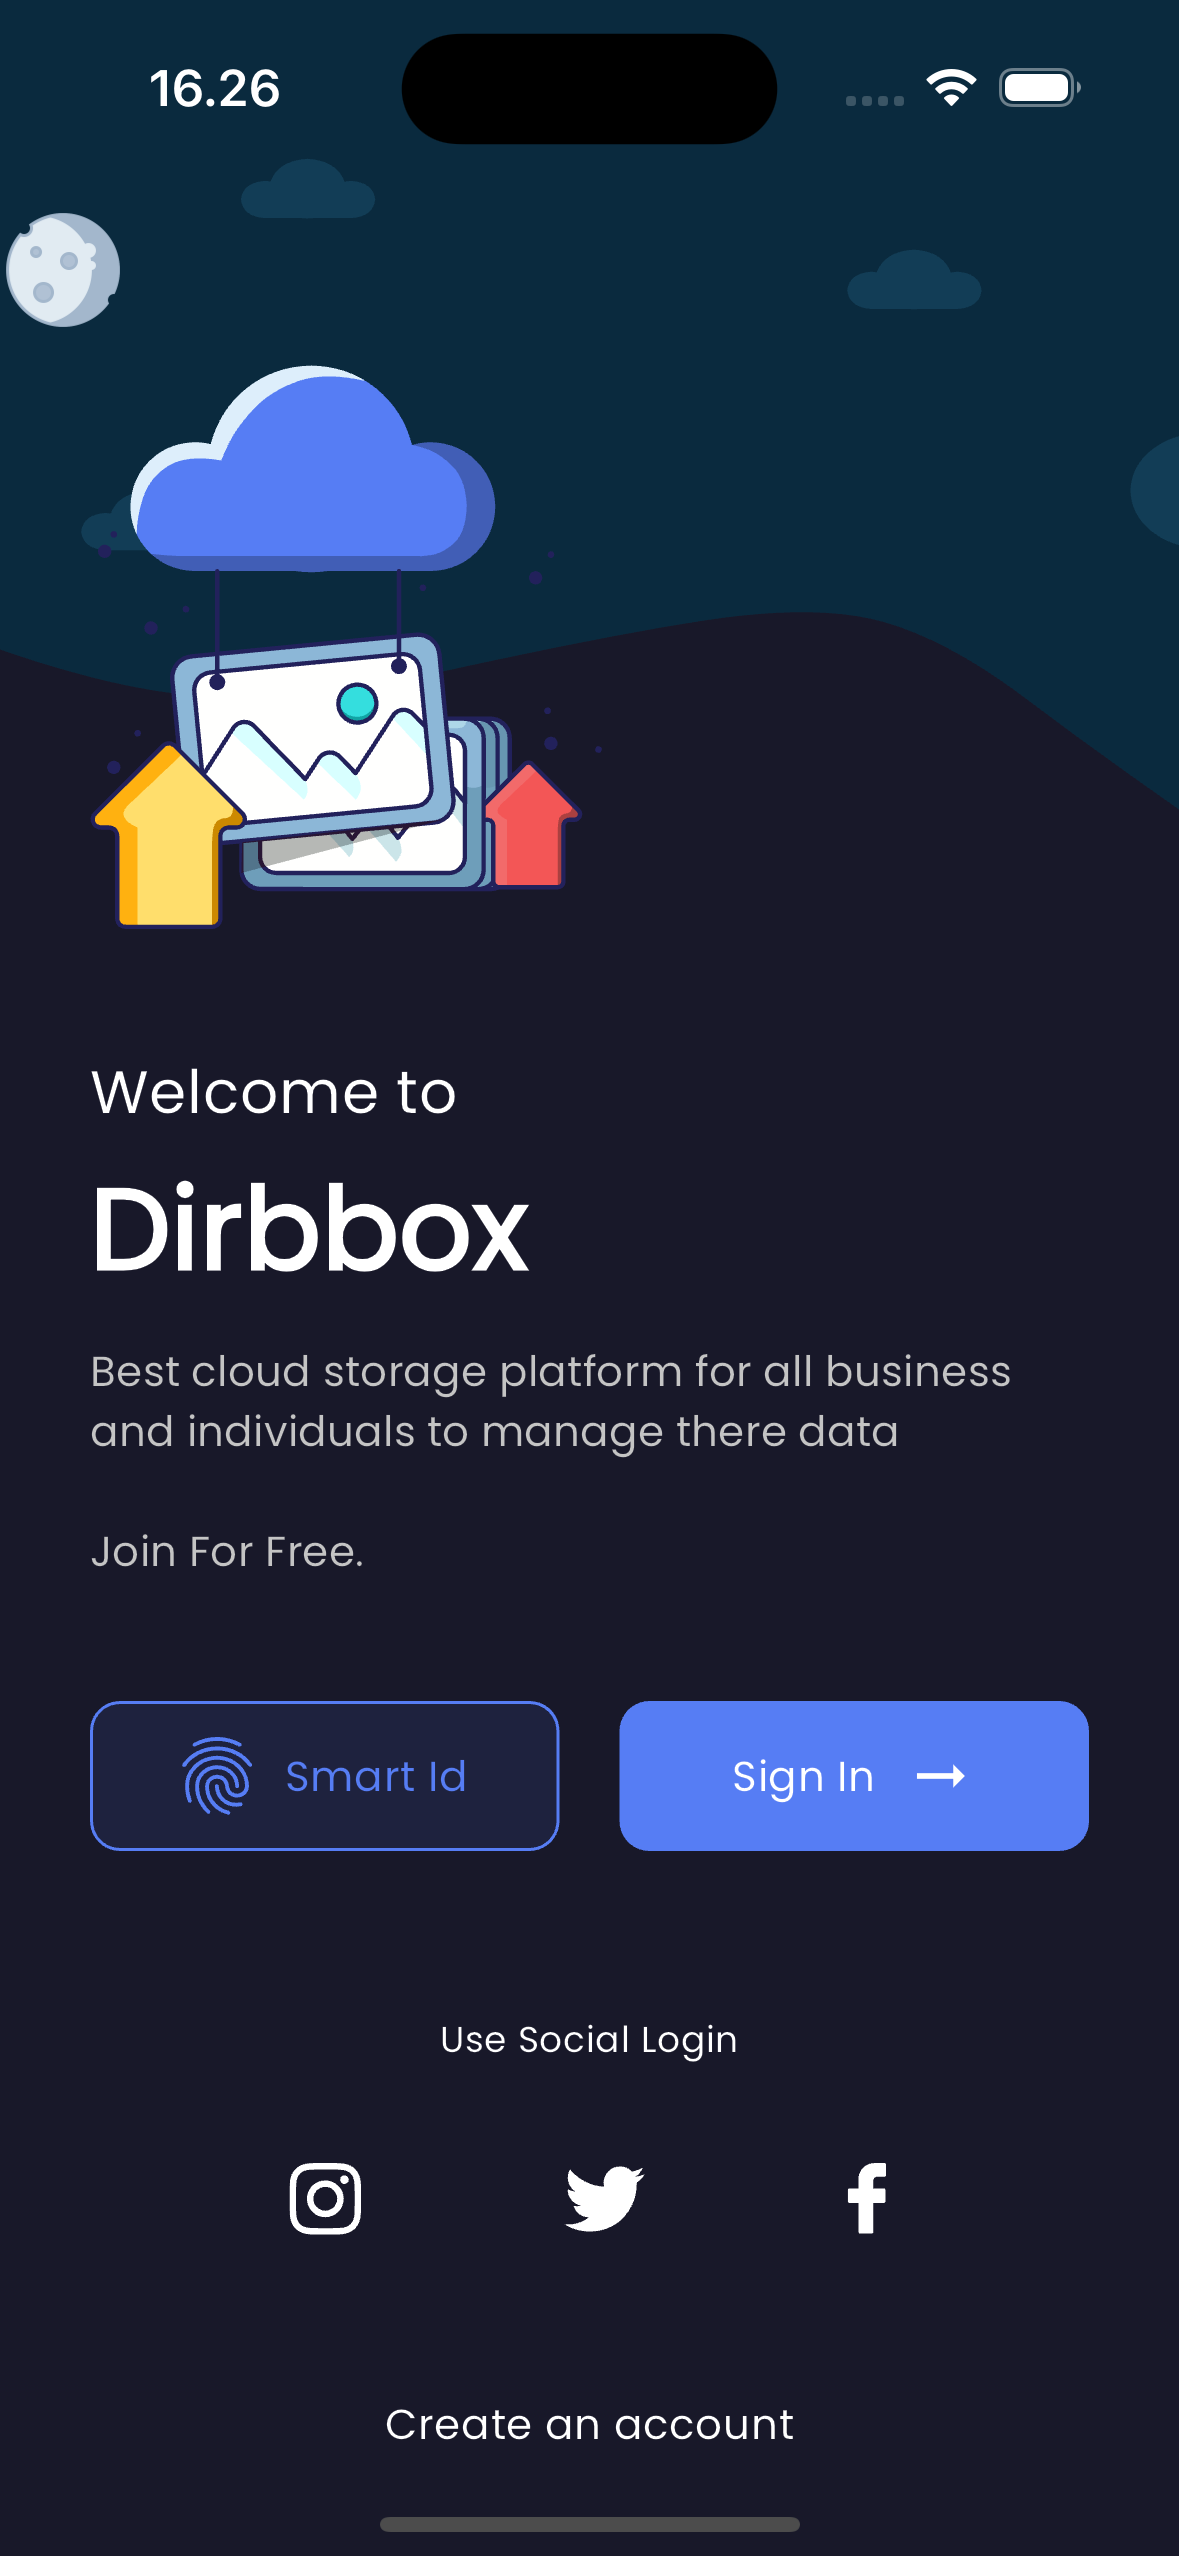 16.26
Welcome to
Dirbbox
Best cloud storage platform for all business
and individuals to manage there data
Join For Free.
Smart Id
Sign In
Use Social Login
Create an account